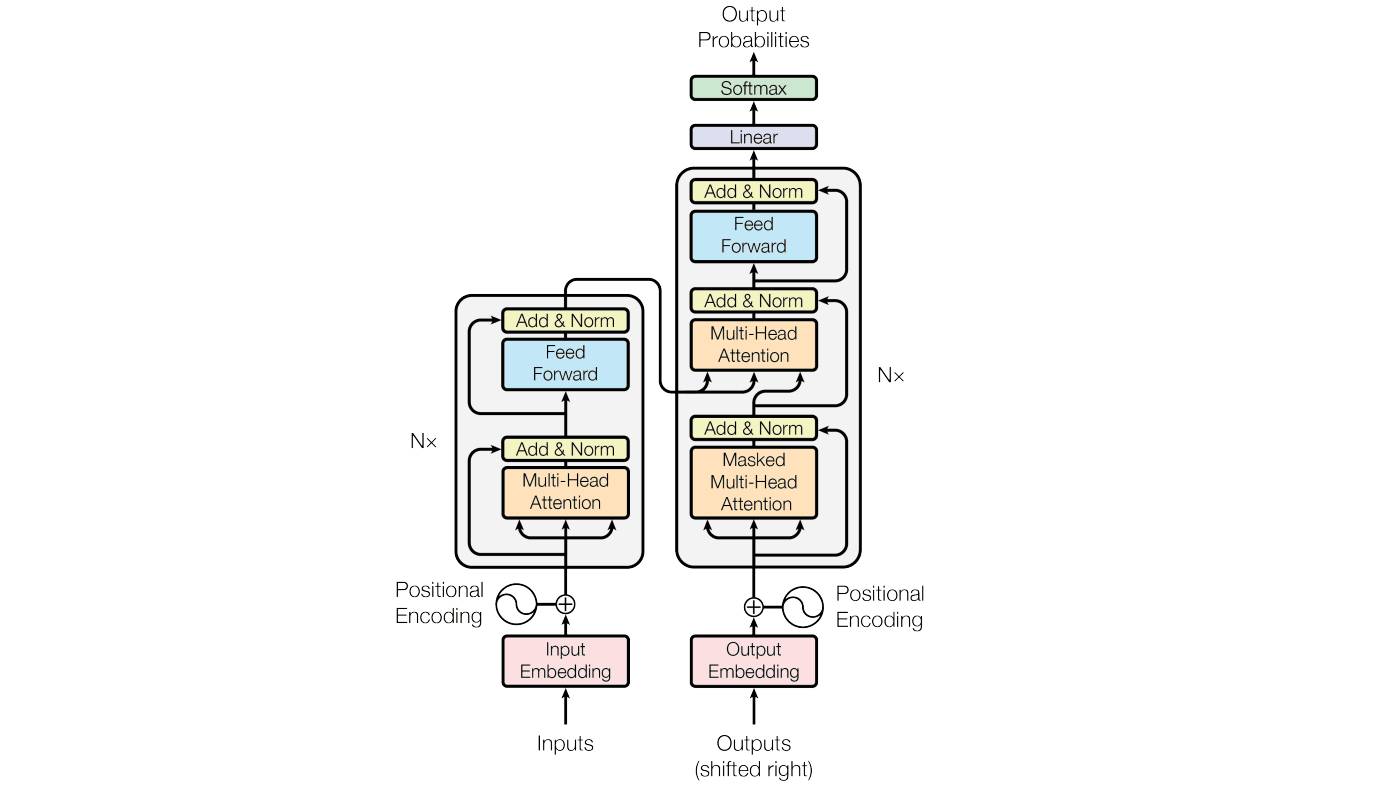 Output
Probabilities
Softmax
Linear
Add & Norm
Feed
Forward
Add & Norm
Multi-Head
Attention
N×
Add & Norm
Masked
Multi-Head
Attention
Positional
Encoding
Output
Embedding
Outputs
(shifted right)
Add & Norm
Feed
Forward
N×
Add & Norm
Multi-Head
Attention
Positional
Encoding
Input
Embedding
Inputs